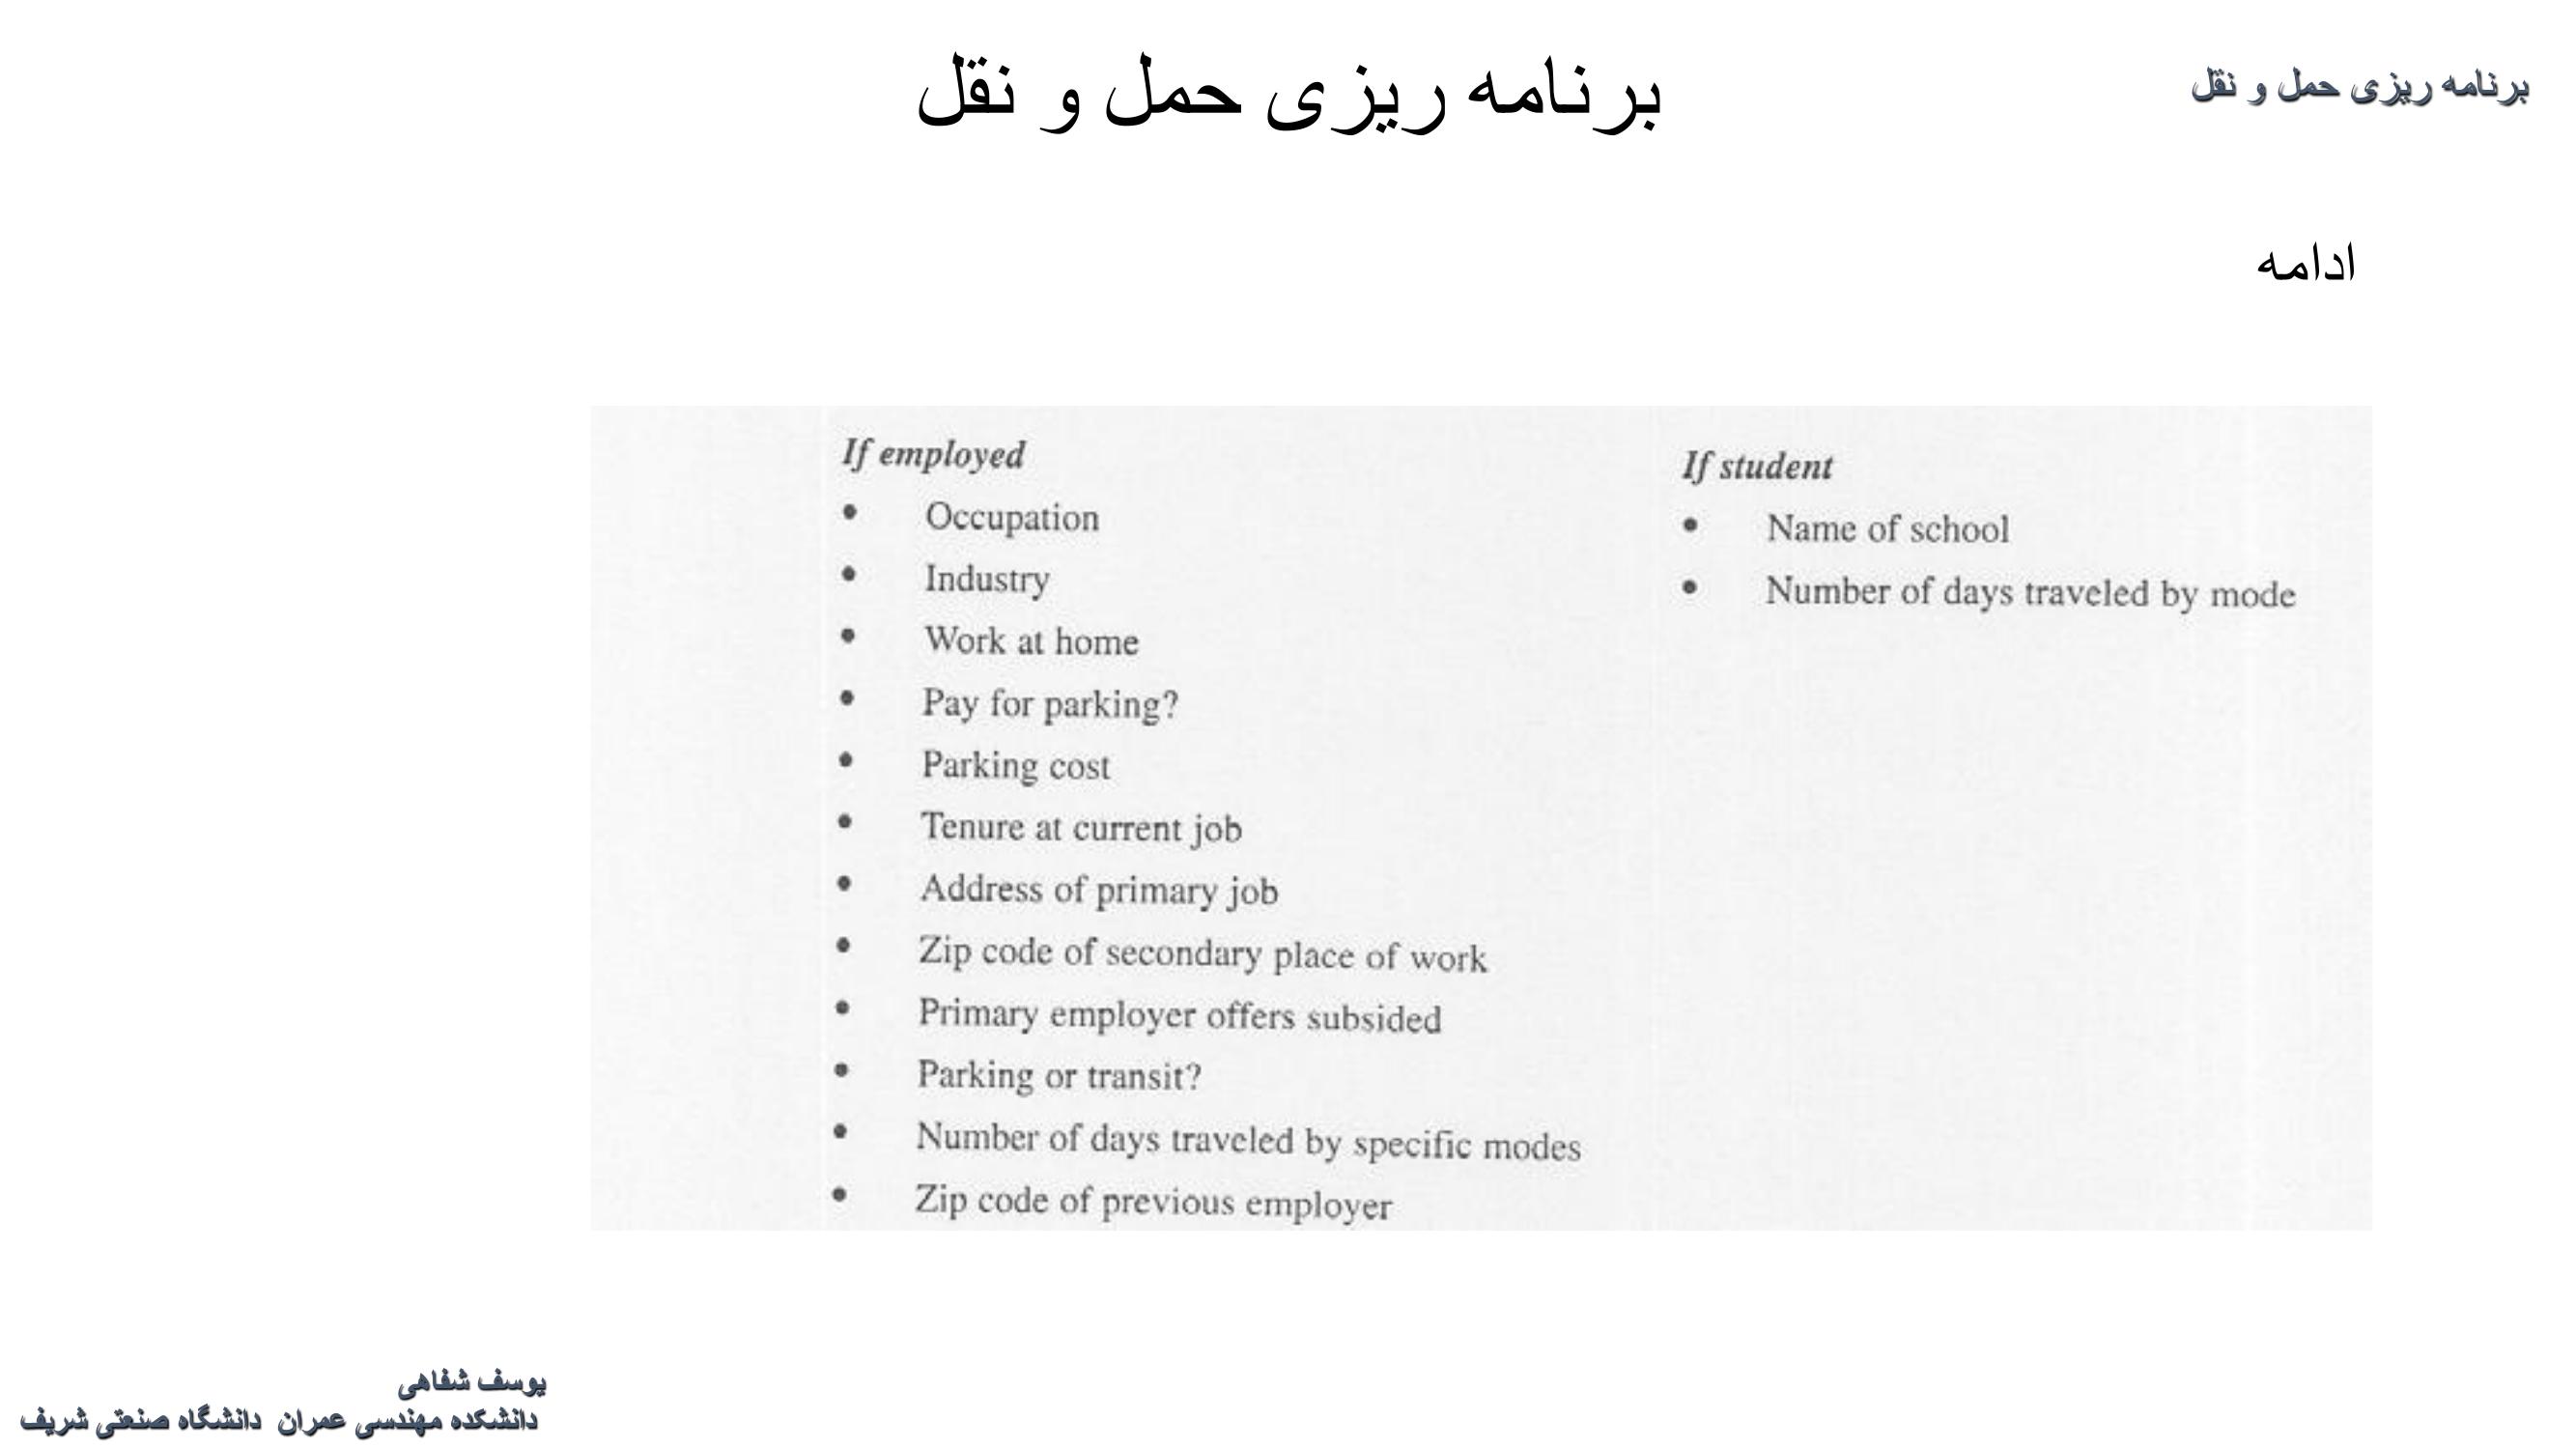 برنامه ریزی حمل و نقل
برنامه ریزی حمل و نقل
ادامه
If employed
• Occupation
• Industry
• Work at home
• Pay for parking?
• Parking cost
• Tenure at current job
• Address of primary job
• Zip code of secondary place of work
• Primary employer offers subsided
• Parking or transit?
• Number of days traveled by specific modes
• Zip code of previous employer
If student
• Name of school
• Number of days traveled by mode
یوسف شفاهی
دانشکده مهندسی عمران دانشگاه صنعتی شریف